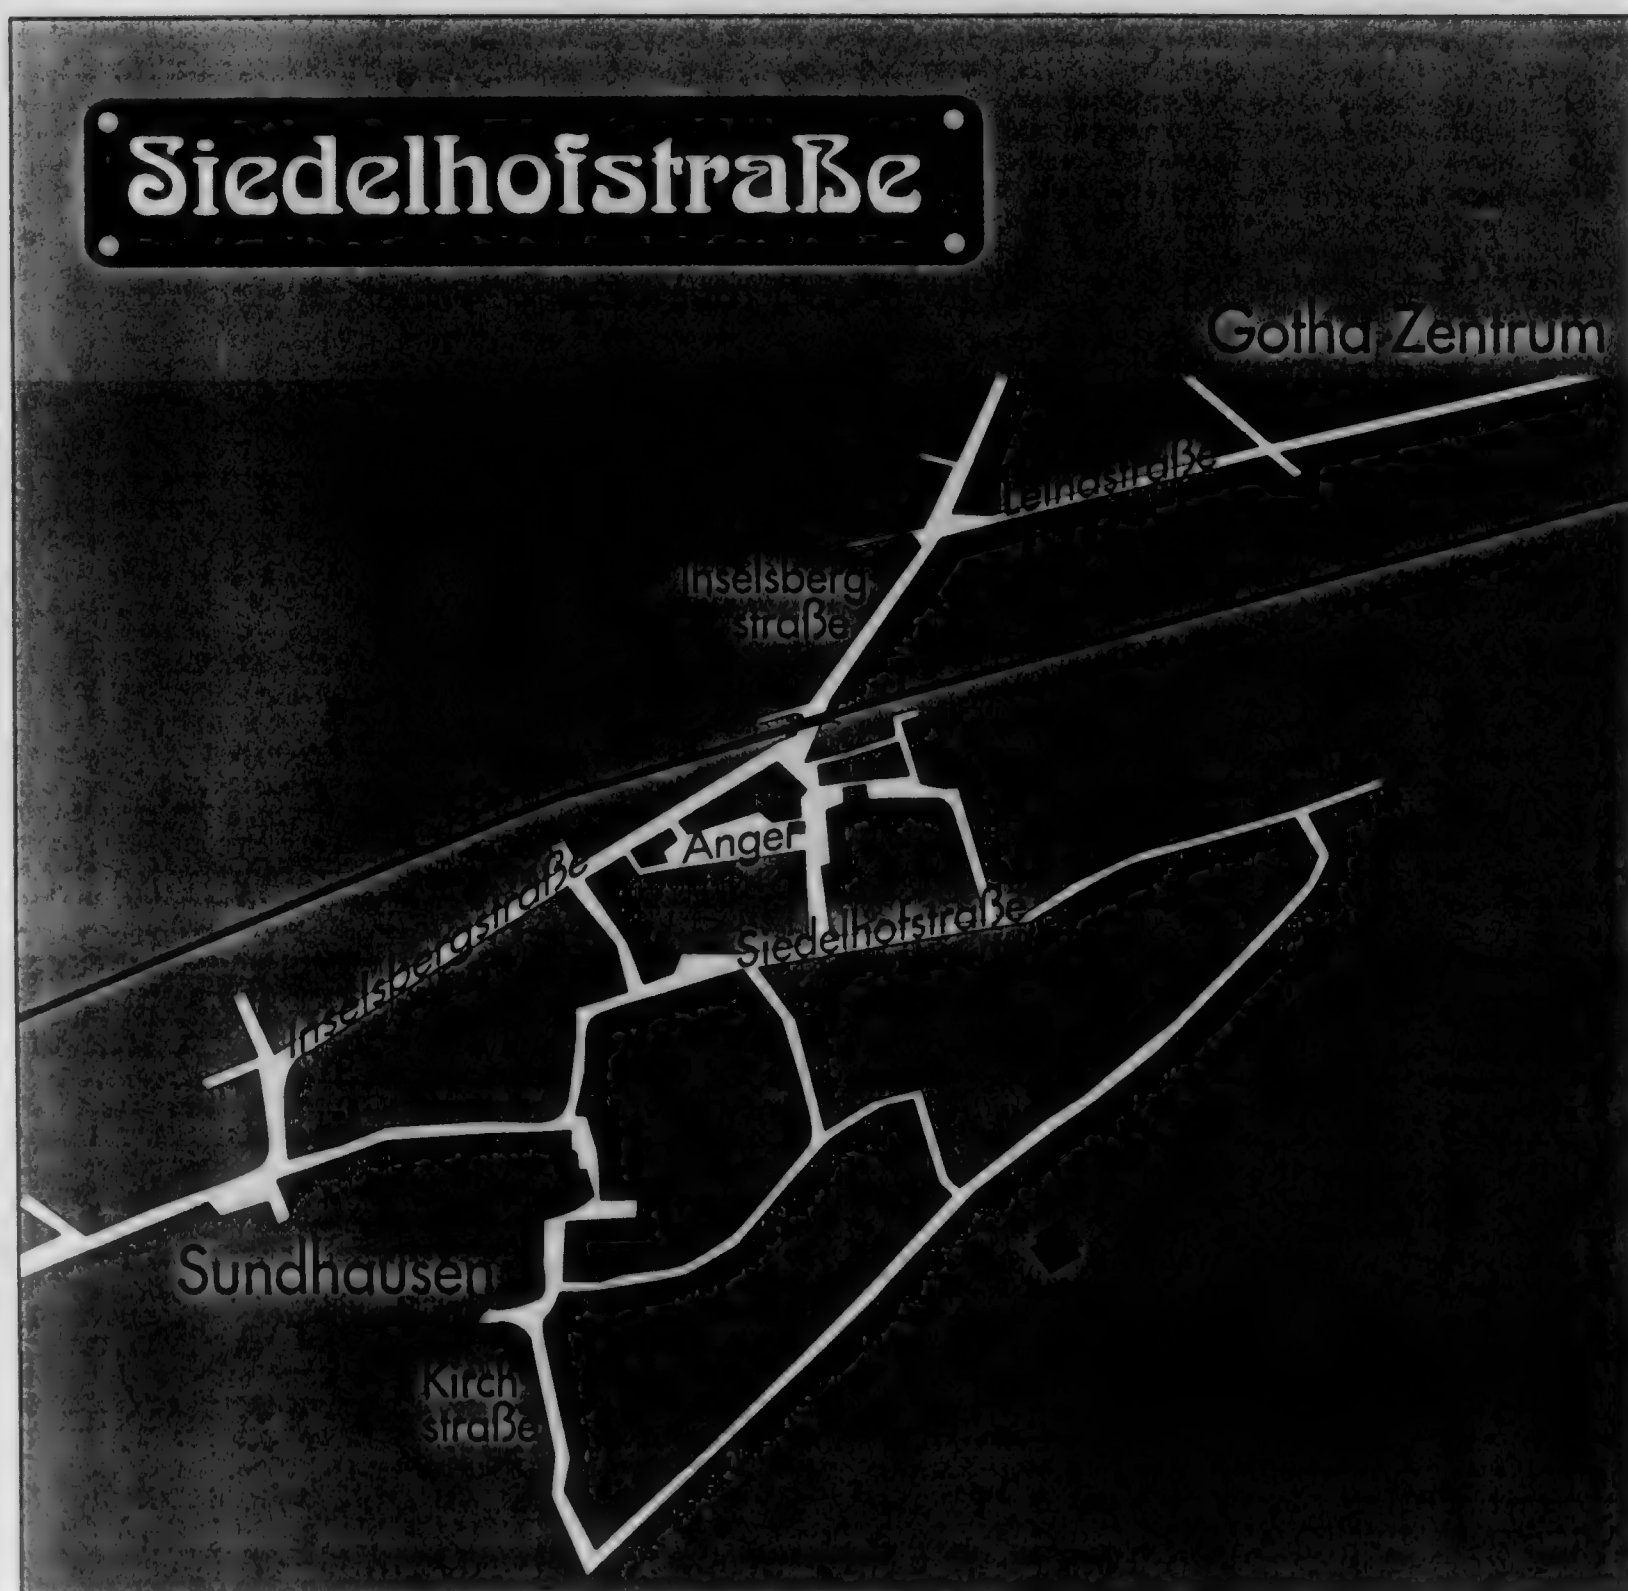 Siedelhofstraße
Gotha Zentrum
Leinastraße
Inselsberg
straße
Anger
Inselsbergstraße
Siedelhofstraße
Sundhausen
Kirch
straße